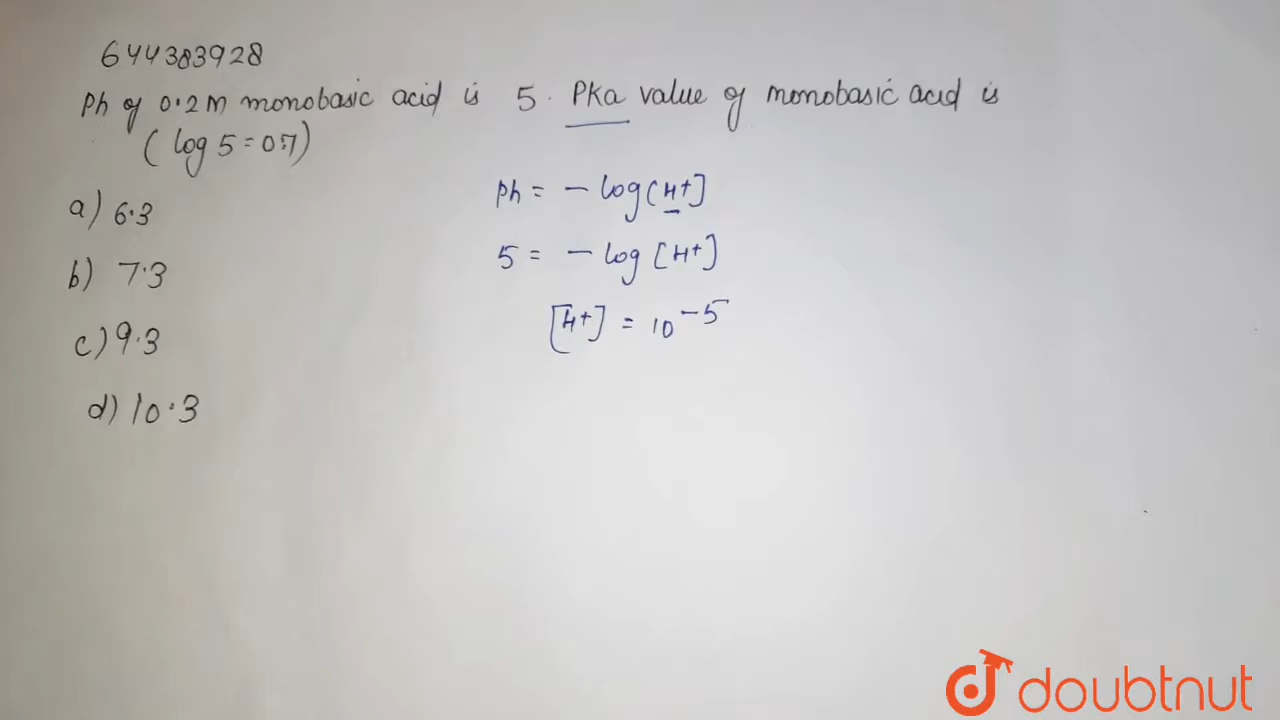 644383928
Ph of 0.2 M monobasic acid is 5. PKa value of monobasic acid is
(log 5 = 0.7)
a) 6.3
b) 7.3
c) 9.3
d) 10.3
Ph = - log [H+]
5 = - log [H+]
[H+] = 10^-5
doubtnut